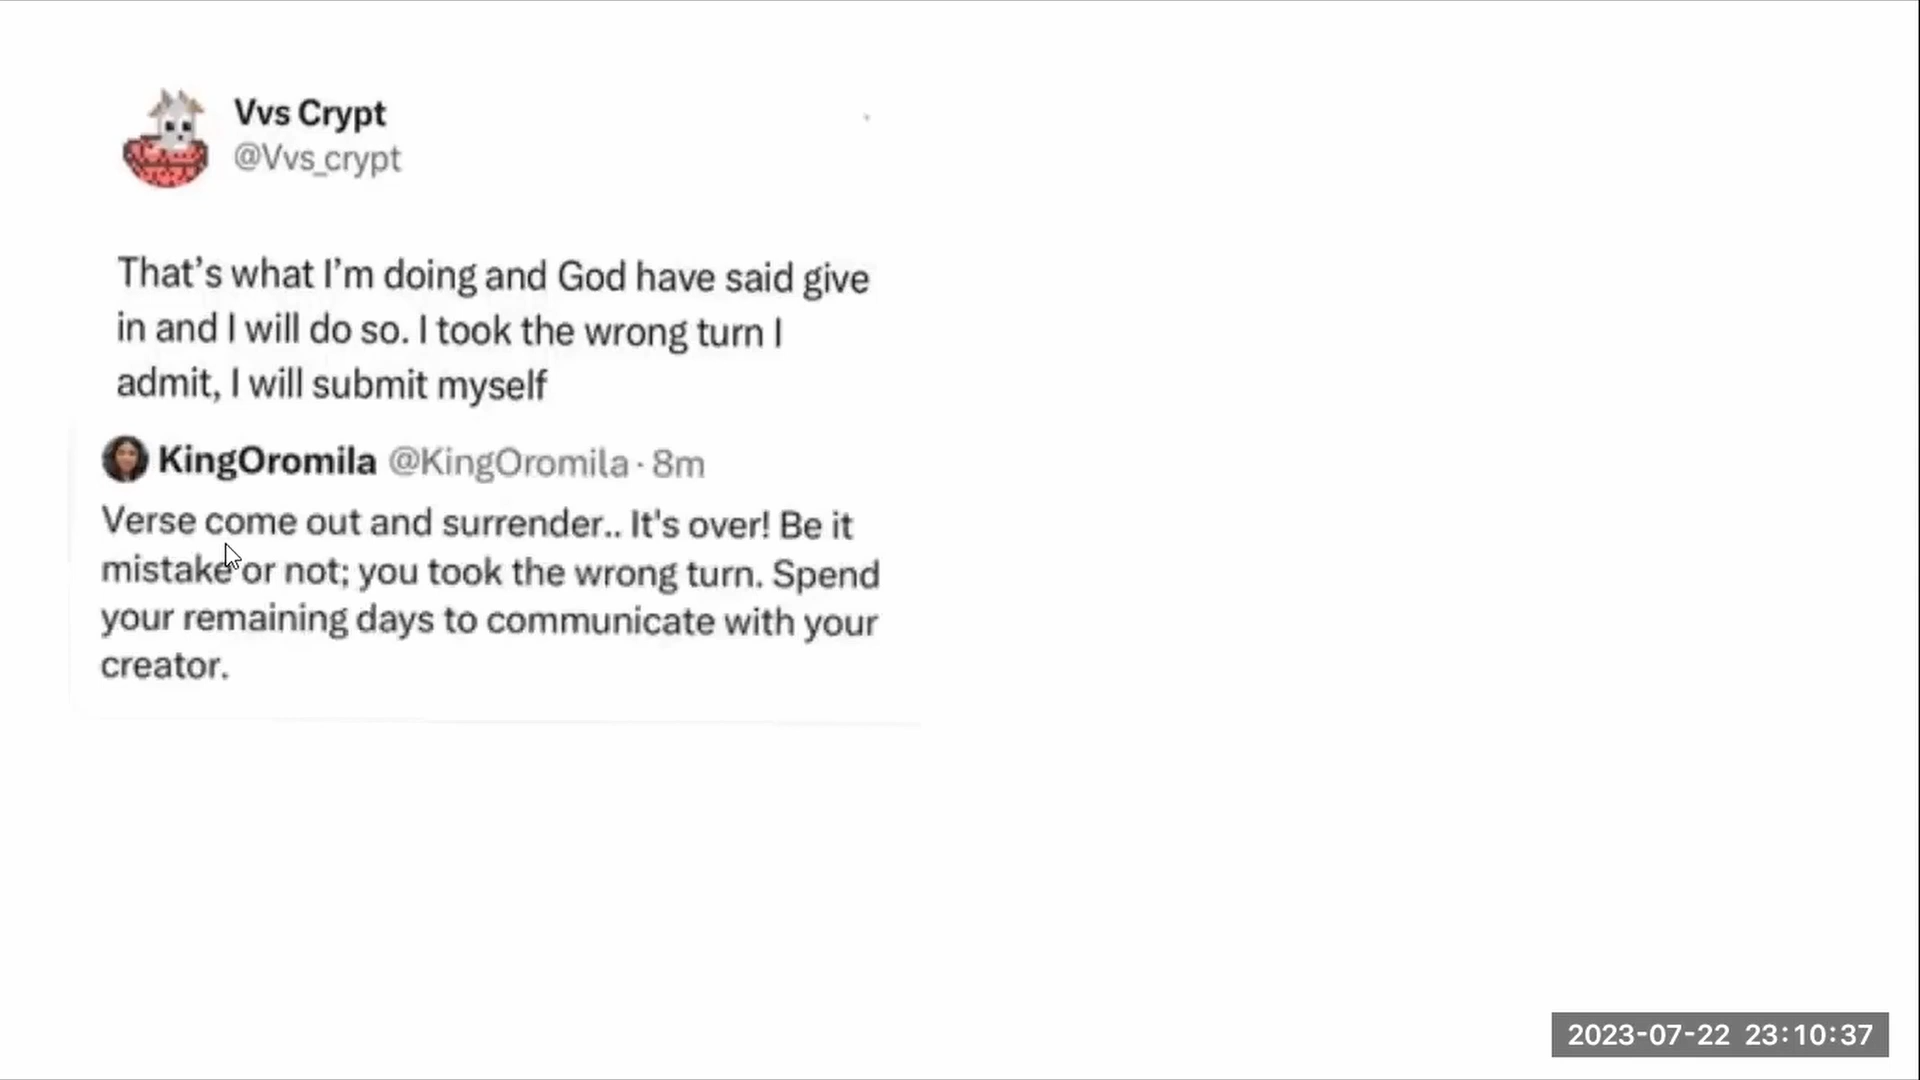 Vvs Crypt
@Vvs_crypt
That's what I'm doing and God have said give
in and I will do so. I took the wrong turn I
admit, I will submit myself
KingOromila @KingOromila · 8m
Verse come out and surrender.. It's over! Be it
mistake or not; you took the wrong turn. Spend
your remaining days to communicate with your
creator.
2023-07-22 23:10:37